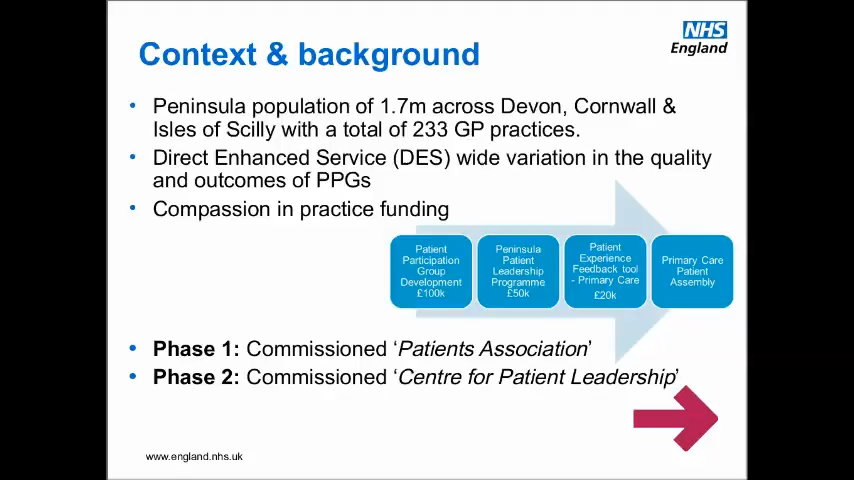 NHS
England
Context & background
• Peninsula population of 1.7m across Devon, Cornwall &
Isles of Scilly with a total of 233 GP practices.
• Direct Enhanced Service (DES) wide variation in the quality
and outcomes of PPGs
• Compassion in practice funding
Patient
Participation
Group
Development
£100k
Peninsula
Patient
Leadership
Programme
£50k
Patient
Experience
Feedback tool
- Primary Care
£20k
Primary Care
Patient
Assembly
• Phase 1: Commissioned ‘Patients Association’
• Phase 2: Commissioned ‘Centre for Patient Leadership’
www.england.nhs.uk